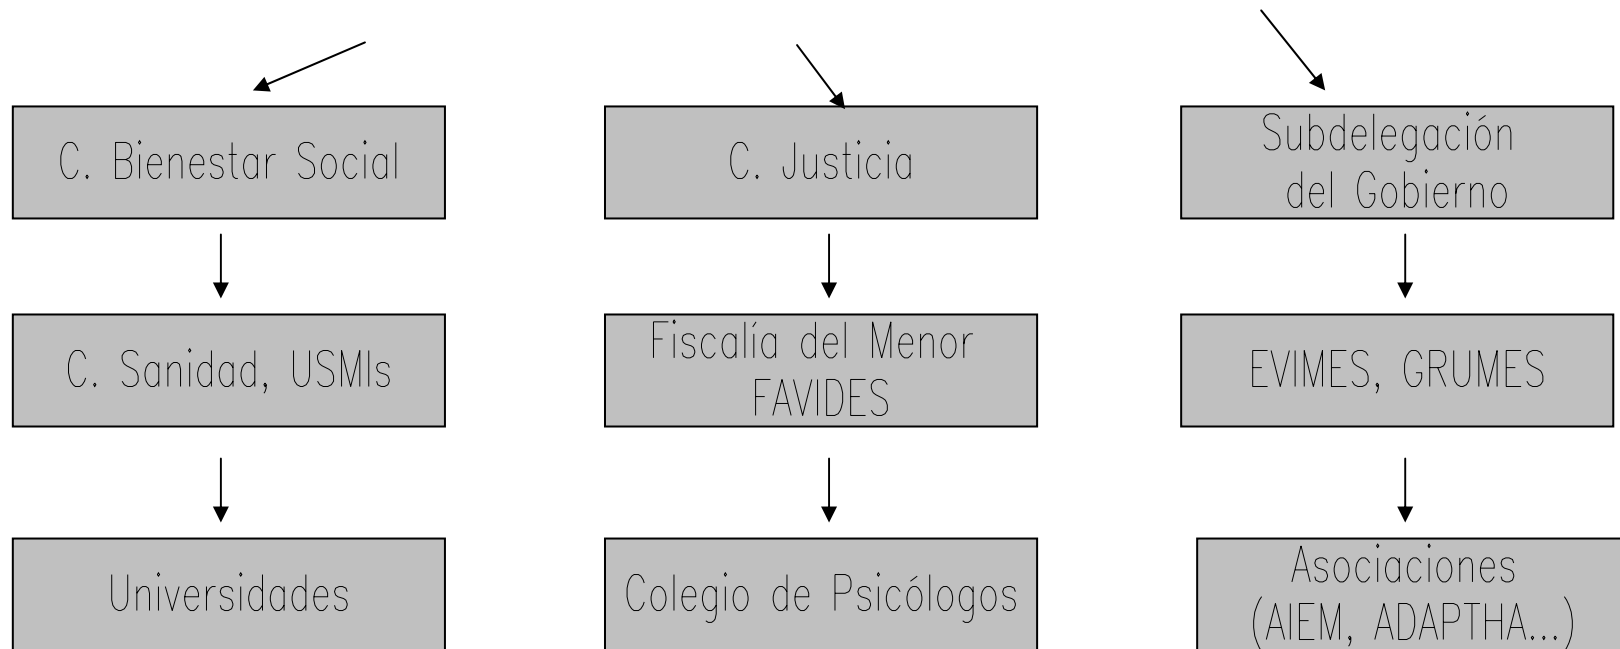 C. Bienestar Social
C. Justicia
Subdelegación
del Gobierno
C. Sanidad, USMIs
Fiscalía del Menor
FAVIDES
EVIMES, GRUMES
Universidades
Colegio de Psicólogos
Asociaciones
(AIEM, ADAPTHA...)